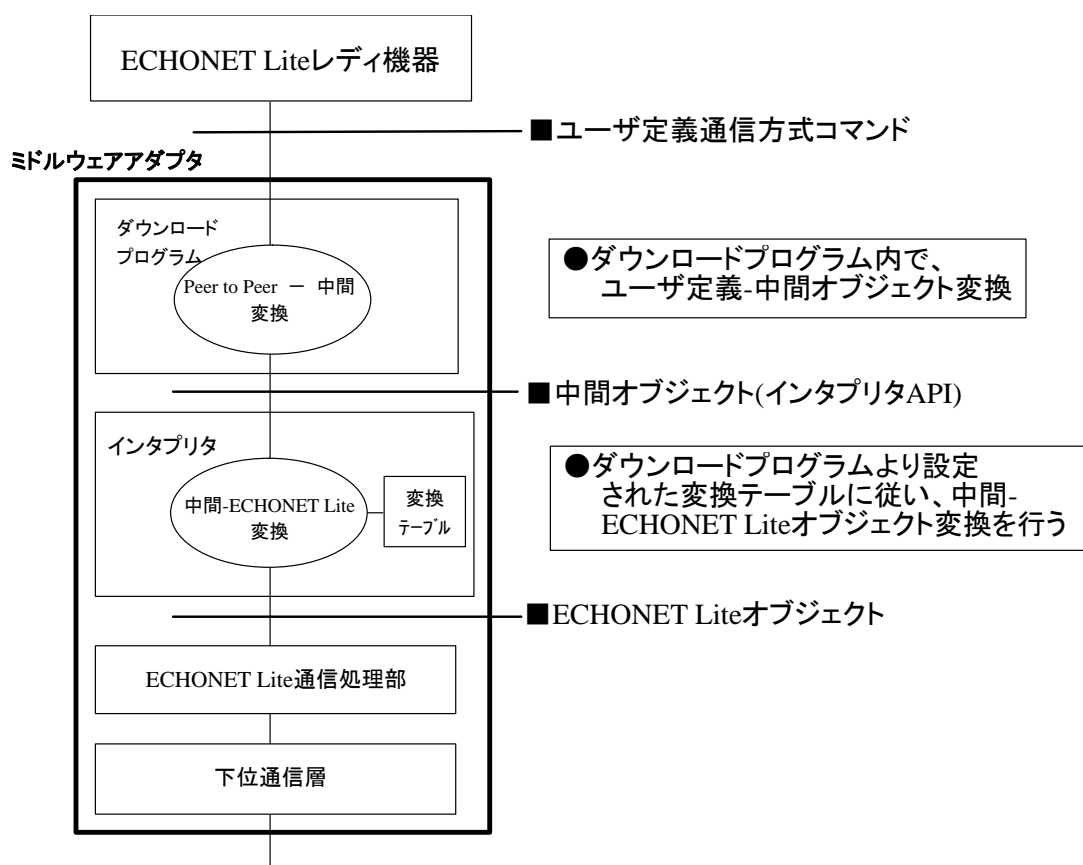 ECHONET Liteレディ機器
■ユーザ定義通信方式コマンド
ミドルウェアアダプタ
ダウンロード
プログラム
Peer to Peer － 中間
変換
●ダウンロードプログラム内で、
ユーザ定義-中間オブジェクト変換
■中間オブジェクト(インタプリタAPI)
インタプリタ
中間-ECHONET Lite
変換
変換
テーブル
●ダウンロードプログラムより設定
された変換テーブルに従い、中間-
ECHONET Liteオブジェクト変換を行う
■ECHONET Liteオブジェクト
ECHONET Lite通信処理部
下位通信層